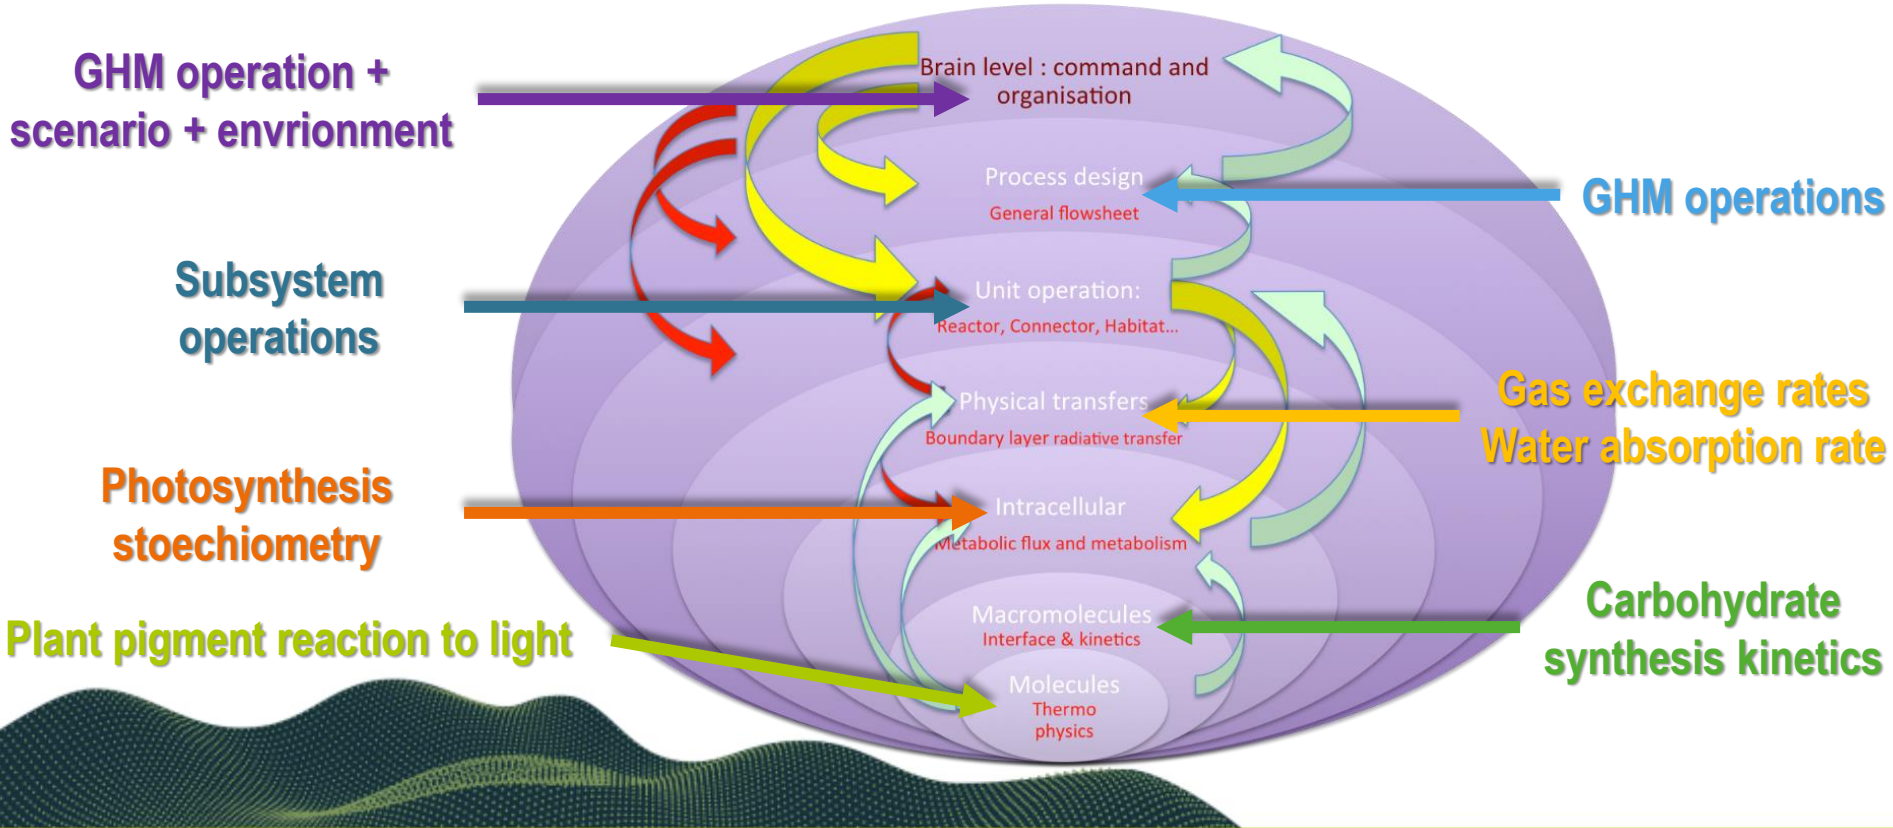 GHM operation +
scenario + envrionment
Brain level : command and
organisation
Process design
General flowsheet
GHM operations
Subsystem
operations
Unit operation:
Reactor, Connector, Habitat...
Gas exchange rates
Water absorption rate
Physical transfers
Boundary layer radiative transfer
Photosynthesis
stoechiometry
Intracellular
Metabolic flux and metabolism
Carbohydrate
synthesis kinetics
Macromolecules
Interface & kinetics
Plant pigment reaction to light
Molecules
Thermo
physics